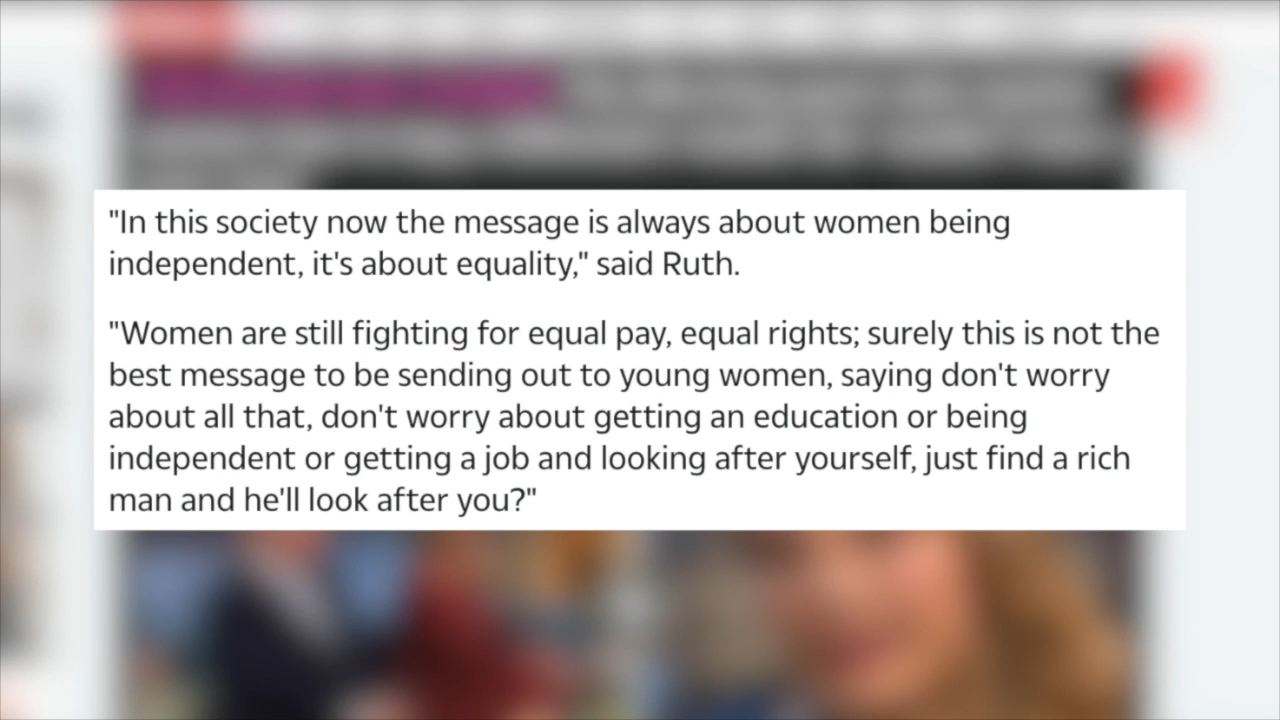 "In this society now the message is always about women being
independent, it's about equality," said Ruth.
"Women are still fighting for equal pay, equal rights; surely this is not the
best message to be sending out to young women, saying don't worry
about all that, don't worry about getting an education or being
independent or getting a job and looking after yourself, just find a rich
man and he'll look after you?"